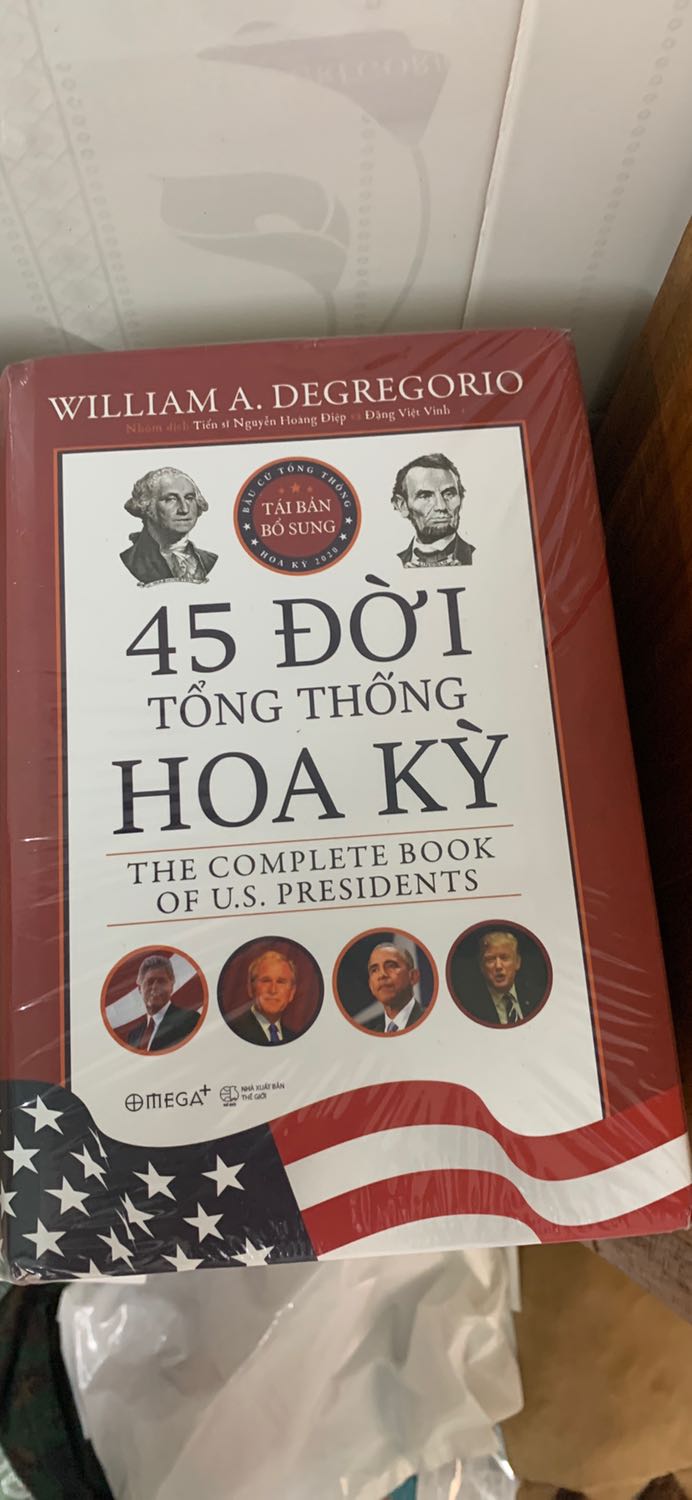 WILLIAM A. DEGREGORIO
Nhóm dịch Tiến sĩ Nguyễn Hoàng Điệp và Đặng Việt Vinh
BẦU CỬ TỔNG THỐNG
TÁI BẢN
BỔ SUNG
HOA KỲ 2020
45 ĐỜI
TỔNG THỐNG
HOA KỲ
THE COMPLETE BOOK
OF U.S. PRESIDENTS
OMEGA+
NHÀ XUẤT BẢN
THẾ GIỚI